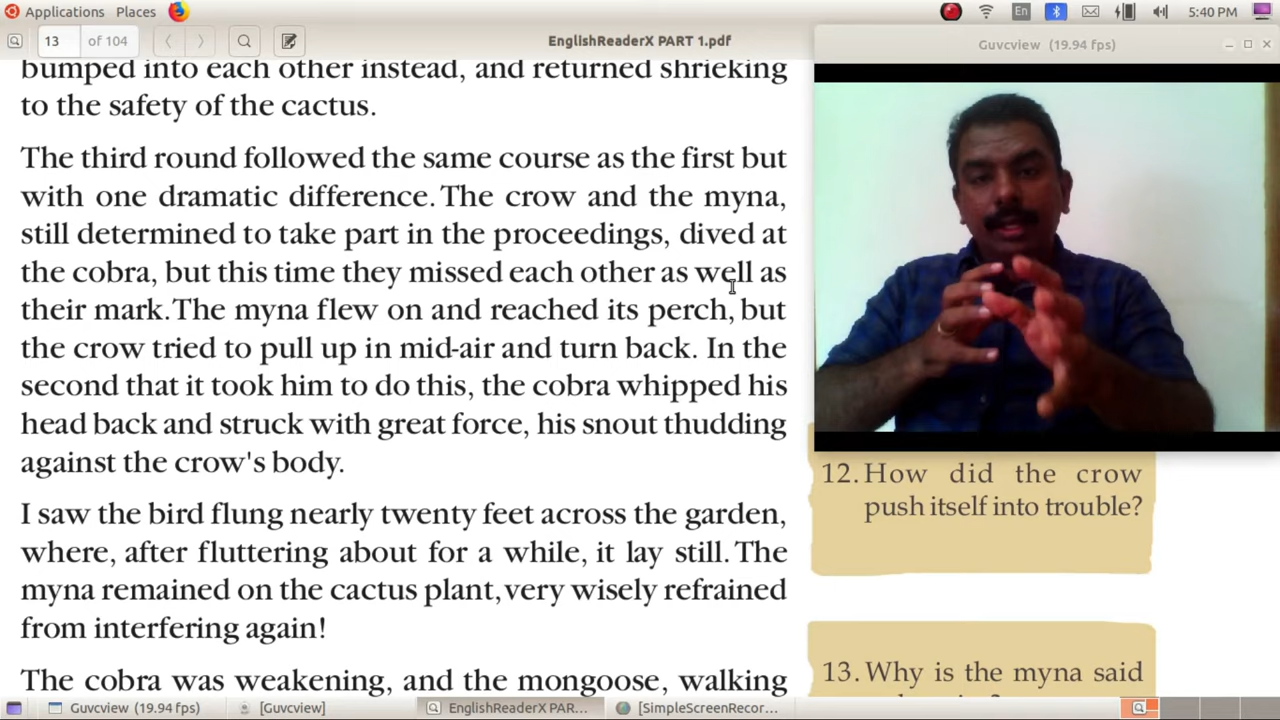 Applications Places En 5:40 PM
13 of 104 EnglishReaderX PART 1.pdf
Guvcview (19.94 fps)
bumped into each other instead, and returned shrieking
to the safety of the cactus.
The third round followed the same course as the first but
with one dramatic difference. The crow and the myna,
still determined to take part in the proceedings, dived at
the cobra, but this time they missed each other as well as
their mark. The myna flew on and reached its perch, but
the crow tried to pull up in mid-air and turn back. In the
second that it took him to do this, the cobra whipped his
head back and struck with great force, his snout thudding
against the crow's body.
I saw the bird flung nearly twenty feet across the garden,
where, after fluttering about for a while, it lay still. The
myna remained on the cactus plant, very wisely refrained
from interfering again!
The cobra was weakening, and the mongoose, walking
12. How did the crow
push itself into trouble?
13. Why is the myna said
Guvcview (19.94 fps) [Guvcview] EnglishReaderX PAR... [SimpleScreenRecor...